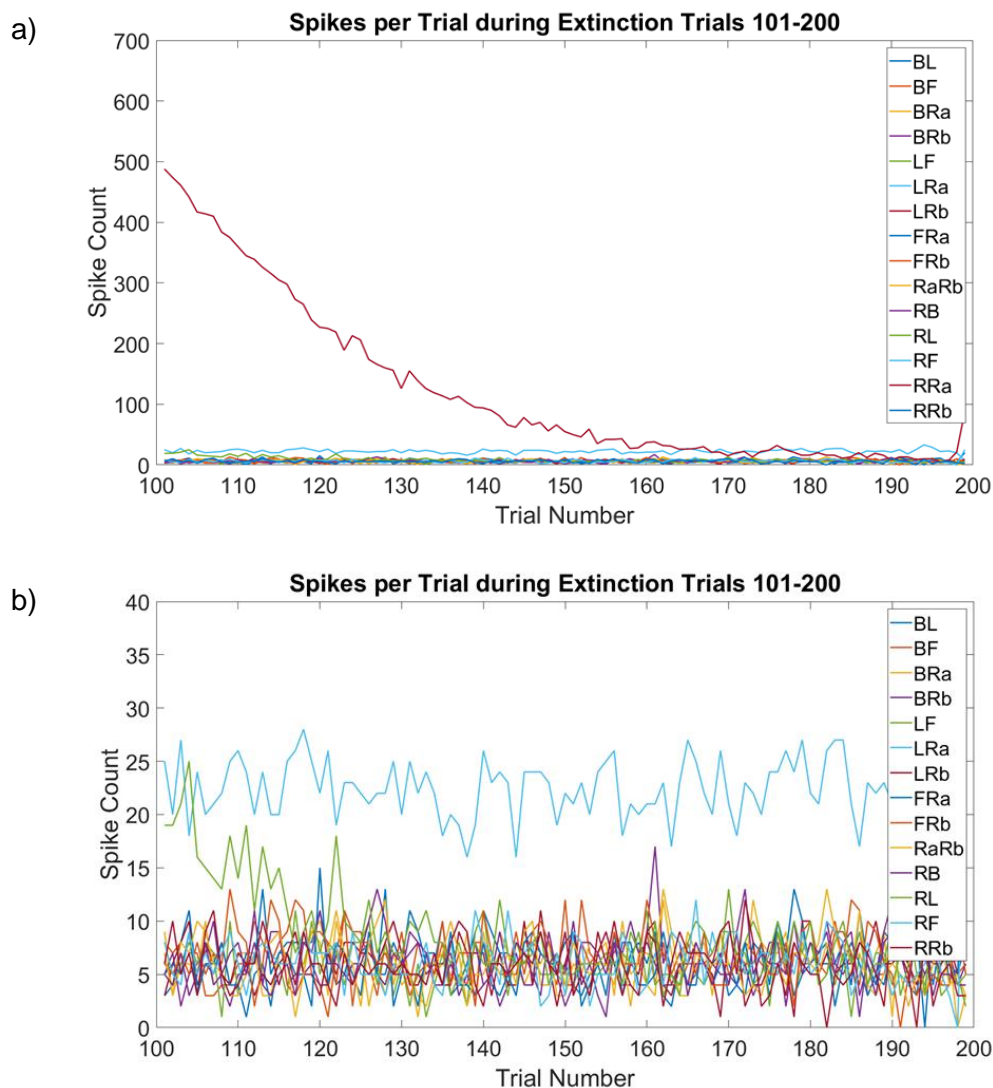 a)
Spikes per Trial during Extinction Trials 101-200
700
600
500
400
300
200
100
0
Spike Count
100 110 120 130 140 150 160 170 180 190 200
Trial Number
BL
BF
BRa
BRb
LF
LRa
LRb
FRa
FRb
RaRb
RB
RL
RF
RRa
RRb
b)
Spikes per Trial during Extinction Trials 101-200
40
35
30
25
20
15
10
5
0
Spike Count
100 110 120 130 140 150 160 170 180 190 200
Trial Number
BL
BF
BRa
BRb
LF
LRa
LRb
FRa
FRb
RaRb
RB
RL
RF
RRb